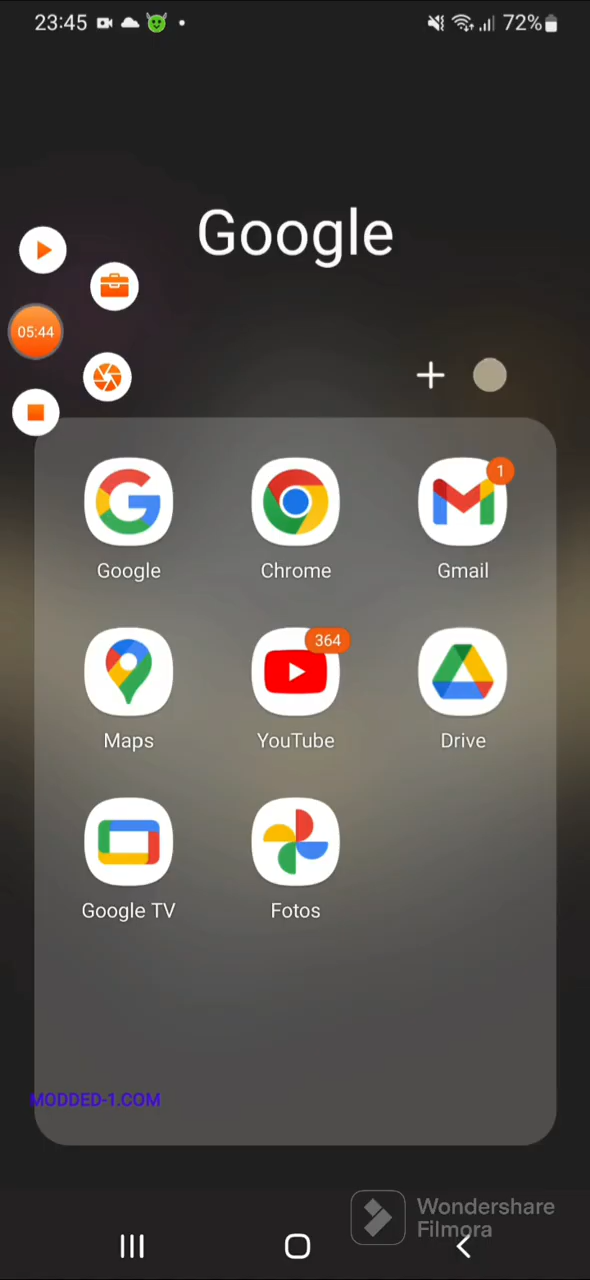 23:45 72%
Google
05:44
1
Google Chrome Gmail
364
Maps YouTube Drive
Google TV Fotos
MODDED-1.COM
Wondershare
Filmora